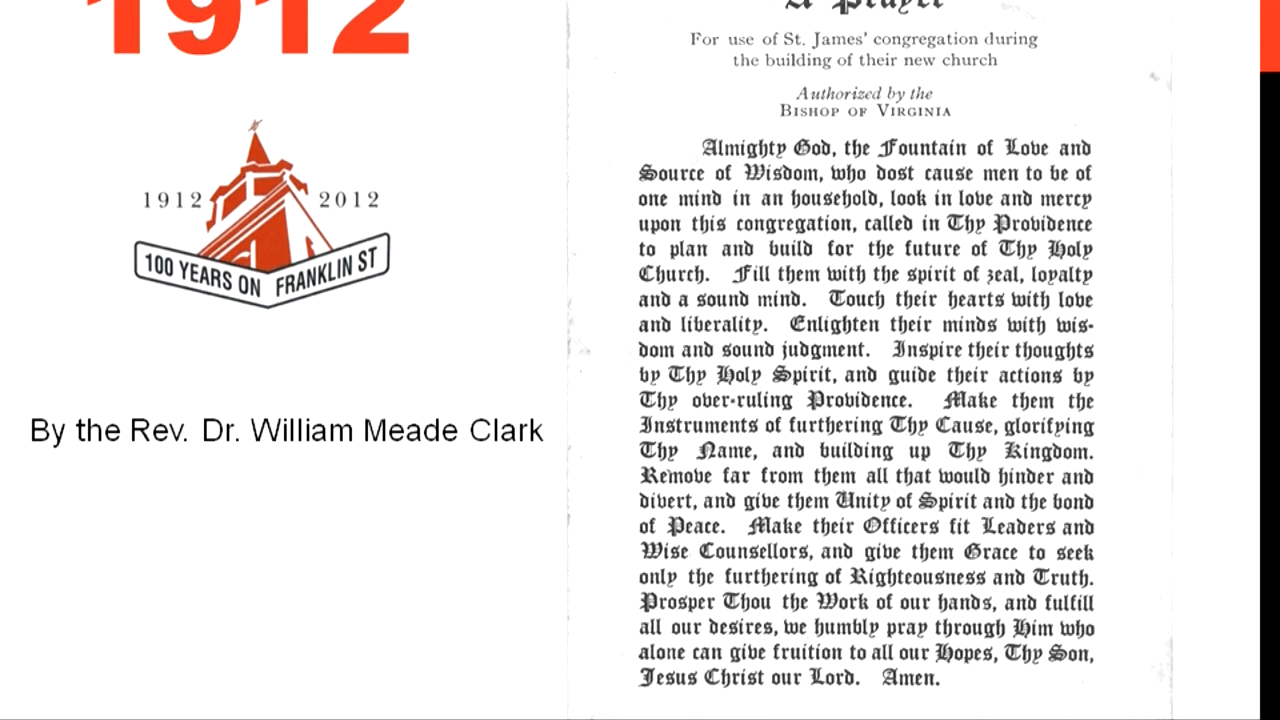 1912
1912 2012
100 YEARS ON FRANKLIN ST
By the Rev. Dr. William Meade Clark
A Prayer
For use of St. James' congregation during
the building of their new church
Authorized by the
BISHOP OF VIRGINIA
Almighty God, the Fountain of Love and
Source of Wisdom, who dost cause men to be of
one mind in an household, look in love and mercy
upon this congregation, called in Thy Providence
to plan and build for the future of Thy Holy
Church. Fill them with the spirit of zeal, loyalty
and a sound mind. Touch their hearts with love
and liberality. Enlighten their minds with wis-
dom and sound judgment. Inspire their thoughts
by Thy Holy Spirit, and guide their actions by
Thy over-ruling Providence. Make them the
Instruments of furthering Thy Cause, glorifying
Thy Name, and building up Thy Kingdom.
Remove far from them all that would hinder and
divert, and give them Unity of Spirit and the bond
of Peace. Make their Officers fit Leaders and
Wise Counsellors, and give them Grace to seek
only the furthering of Righteousness and Truth.
Prosper Thou the Work of our hands, and fulfill
all our desires, we humbly pray through Him who
alone can give fruition to all our Hopes, Thy Son,
Jesus Christ our Lord. Amen.